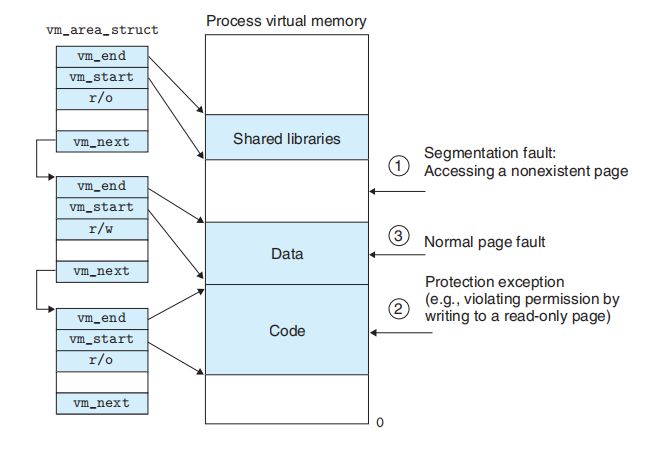 Process virtual memory
vm_area_struct
vm_end
vm_start
r/o
vm_next
vm_end
vm_start
r/w
vm_next
vm_end
vm_start
r/o
vm_next
Shared libraries
Data
Code
0
1
Segmentation fault:
Accessing a nonexistent page
3
Normal page fault
2
Protection exception
(e.g., violating permission by
writing to a read-only page)